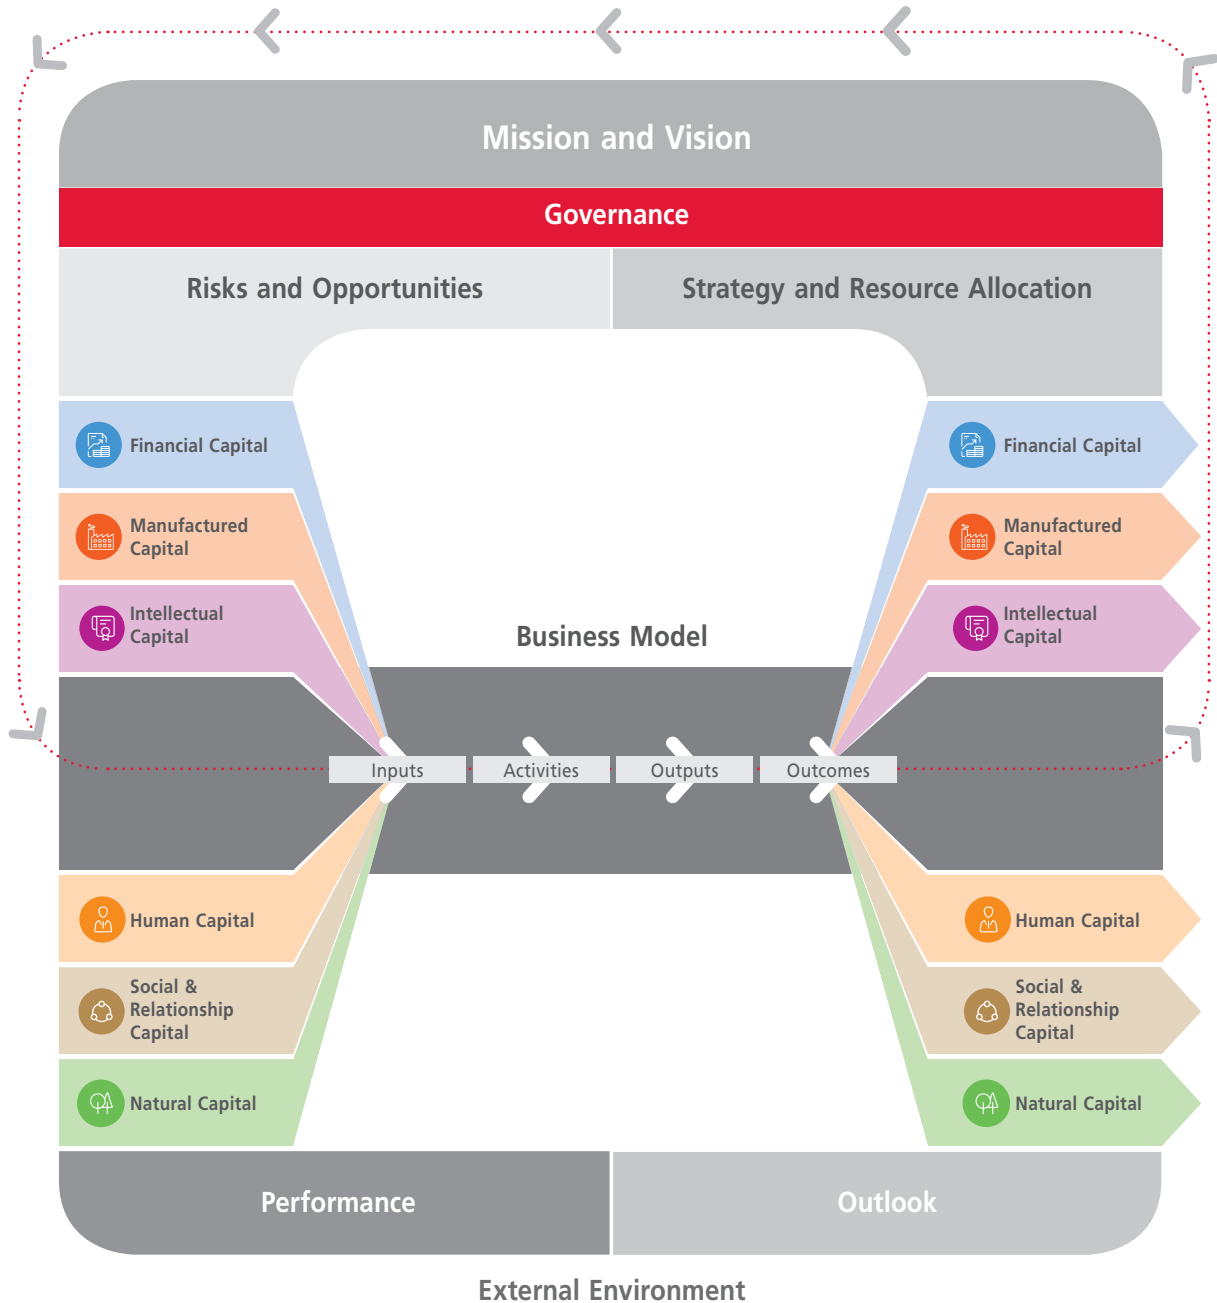 Mission and Vision
Governance
Risks and Opportunities
Strategy and Resource Allocation
Financial Capital
Manufactured
Capital
Intellectual
Capital
Financial Capital
Manufactured
Capital
Intellectual
Capital
Business Model
Inputs
Activities
Outputs
Outcomes
Human Capital
Social &
Relationship
Capital
Natural Capital
Human Capital
Social &
Relationship
Capital
Natural Capital
Performance
Outlook
External Environment